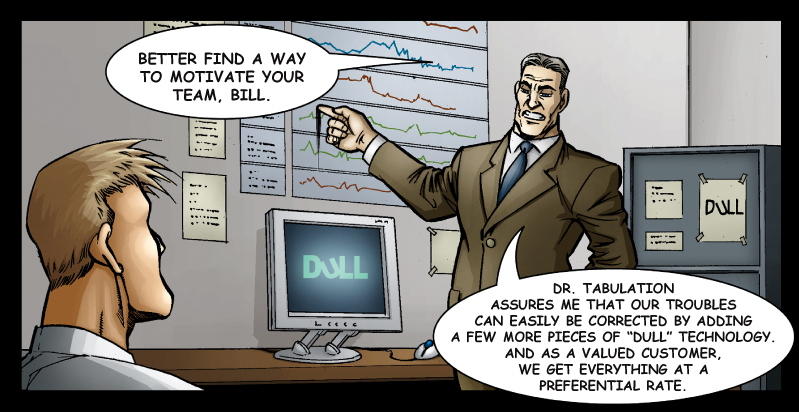 BETTER FIND A WAY
TO MOTIVATE YOUR
TEAM, BILL.
DULL
DULL
DR. TABULATION
ASSURES ME THAT OUR TROUBLES
CAN EASILY BE CORRECTED BY ADDING
A FEW MORE PIECES OF "DULL" TECHNOLOGY.
AND AS A VALUED CUSTOMER,
WE GET EVERYTHING AT A
PREFERENTIAL RATE.